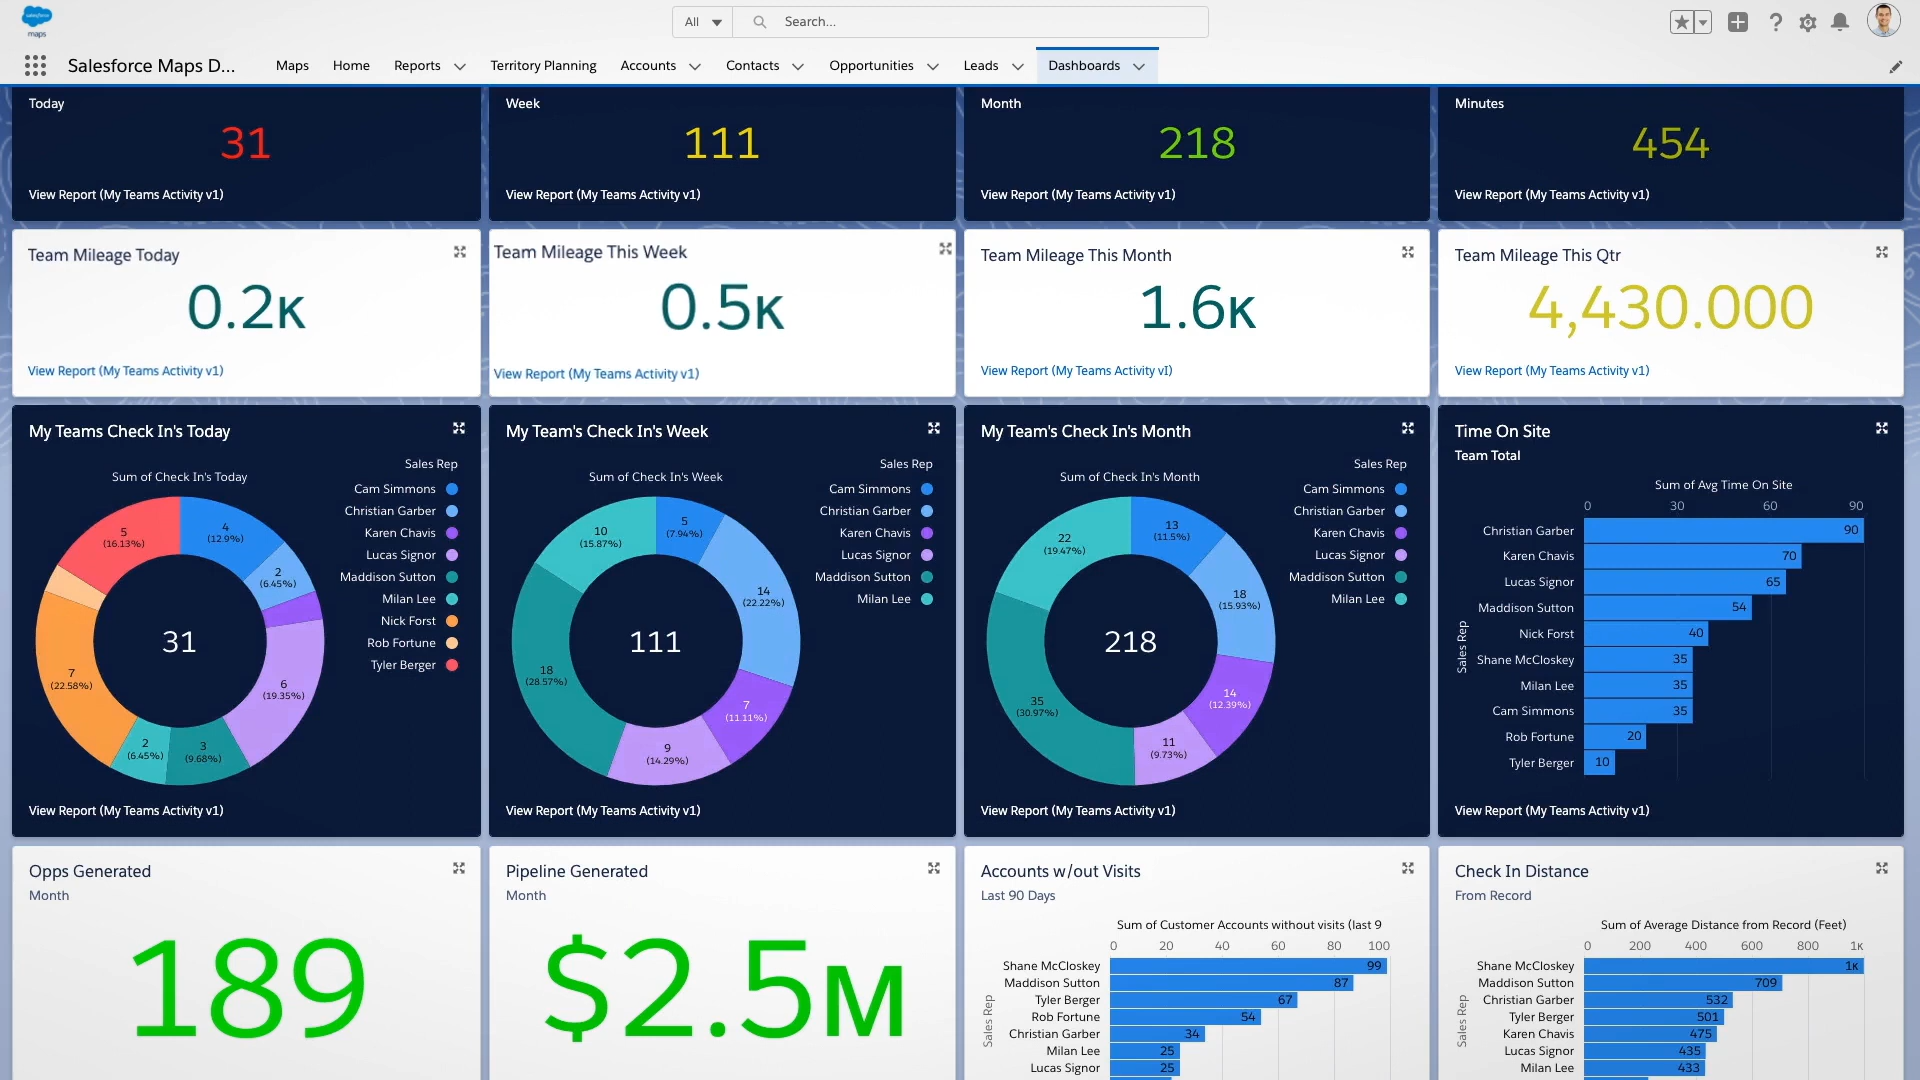 maps
All
Search...
Salesforce Maps D...
Maps
Home
Reports
Territory Planning
Accounts
Contacts
Opportunities
Leads
Dashboards
Today
31
View Report (My Teams Activity v1)
Week
111
View Report (My Teams Activity v1)
Month
218
View Report (My Teams Activity v1)
Minutes
454
View Report (My Teams Activity v1)
Team Mileage Today
0.2K
View Report (My Teams Activity v1)
Team Mileage This Week
0.5K
View Report (My Teams Activity v1)
Team Mileage This Month
1.6K
View Report (My Teams Activity vI)
Team Mileage This Qtr
4,430.000
View Report (My Teams Activity v1)
My Teams Check In's Today
Sum of Check In's Today
Sales Rep
Cam Simmons
Christian Garber
Karen Chavis
Lucas Signor
Maddison Sutton
Milan Lee
Nick Forst
Rob Fortune
Tyler Berger
4
(12.9%)
2
(6.45%)
6
(19.35%)
3
(9.68%)
2
(6.45%)
7
(22.58%)
5
(16.13%)
31
View Report (My Teams Activity v1)
My Team's Check In's Week
Sum of Check In's Week
Sales Rep
Cam Simmons
Christian Garber
Karen Chavis
Lucas Signor
Maddison Sutton
Milan Lee
5
(7.94%)
14
(22.22%)
7
(11.11%)
9
(14.29%)
18
(28.57%)
10
(15.87%)
111
View Report (My Teams Activity v1)
My Team's Check In's Month
Sum of Check In's Month
Sales Rep
Cam Simmons
Christian Garber
Karen Chavis
Lucas Signor
Maddison Sutton
Milan Lee
13
(11.5%)
18
(15.93%)
14
(12.39%)
11
(9.73%)
35
(30.97%)
22
(19.47%)
218
View Report (My Teams Activity v1)
Time On Site
Team Total
Sum of Avg Time On Site
0 30 60 90
Sales Rep
Christian Garber 90
Karen Chavis 70
Lucas Signor 65
Maddison Sutton 54
Nick Forst 40
Shane McCloskey 35
Milan Lee 35
Cam Simmons 35
Rob Fortune 20
Tyler Berger 10
View Report (My Teams Activity v1)
Opps Generated
Month
189
Pipeline Generated
Month
$2.5M
Accounts w/out Visits
Last 90 Days
Sum of Customer Accounts without visits (last 9
0 20 40 60 80 100
Sales Rep
Shane McCloskey 99
Maddison Sutton 87
Tyler Berger 67
Rob Fortune 54
Christian Garber 34
Milan Lee 25
Lucas Signor 25
Check In Distance
From Record
Sum of Average Distance from Record (Feet)
0 200 400 600 800 1K
Sales Rep
Shane McCloskey 1K
Maddison Sutton 709
Christian Garber 532
Tyler Berger 501
Karen Chavis 475
Lucas Signor 435
Milan Lee 433